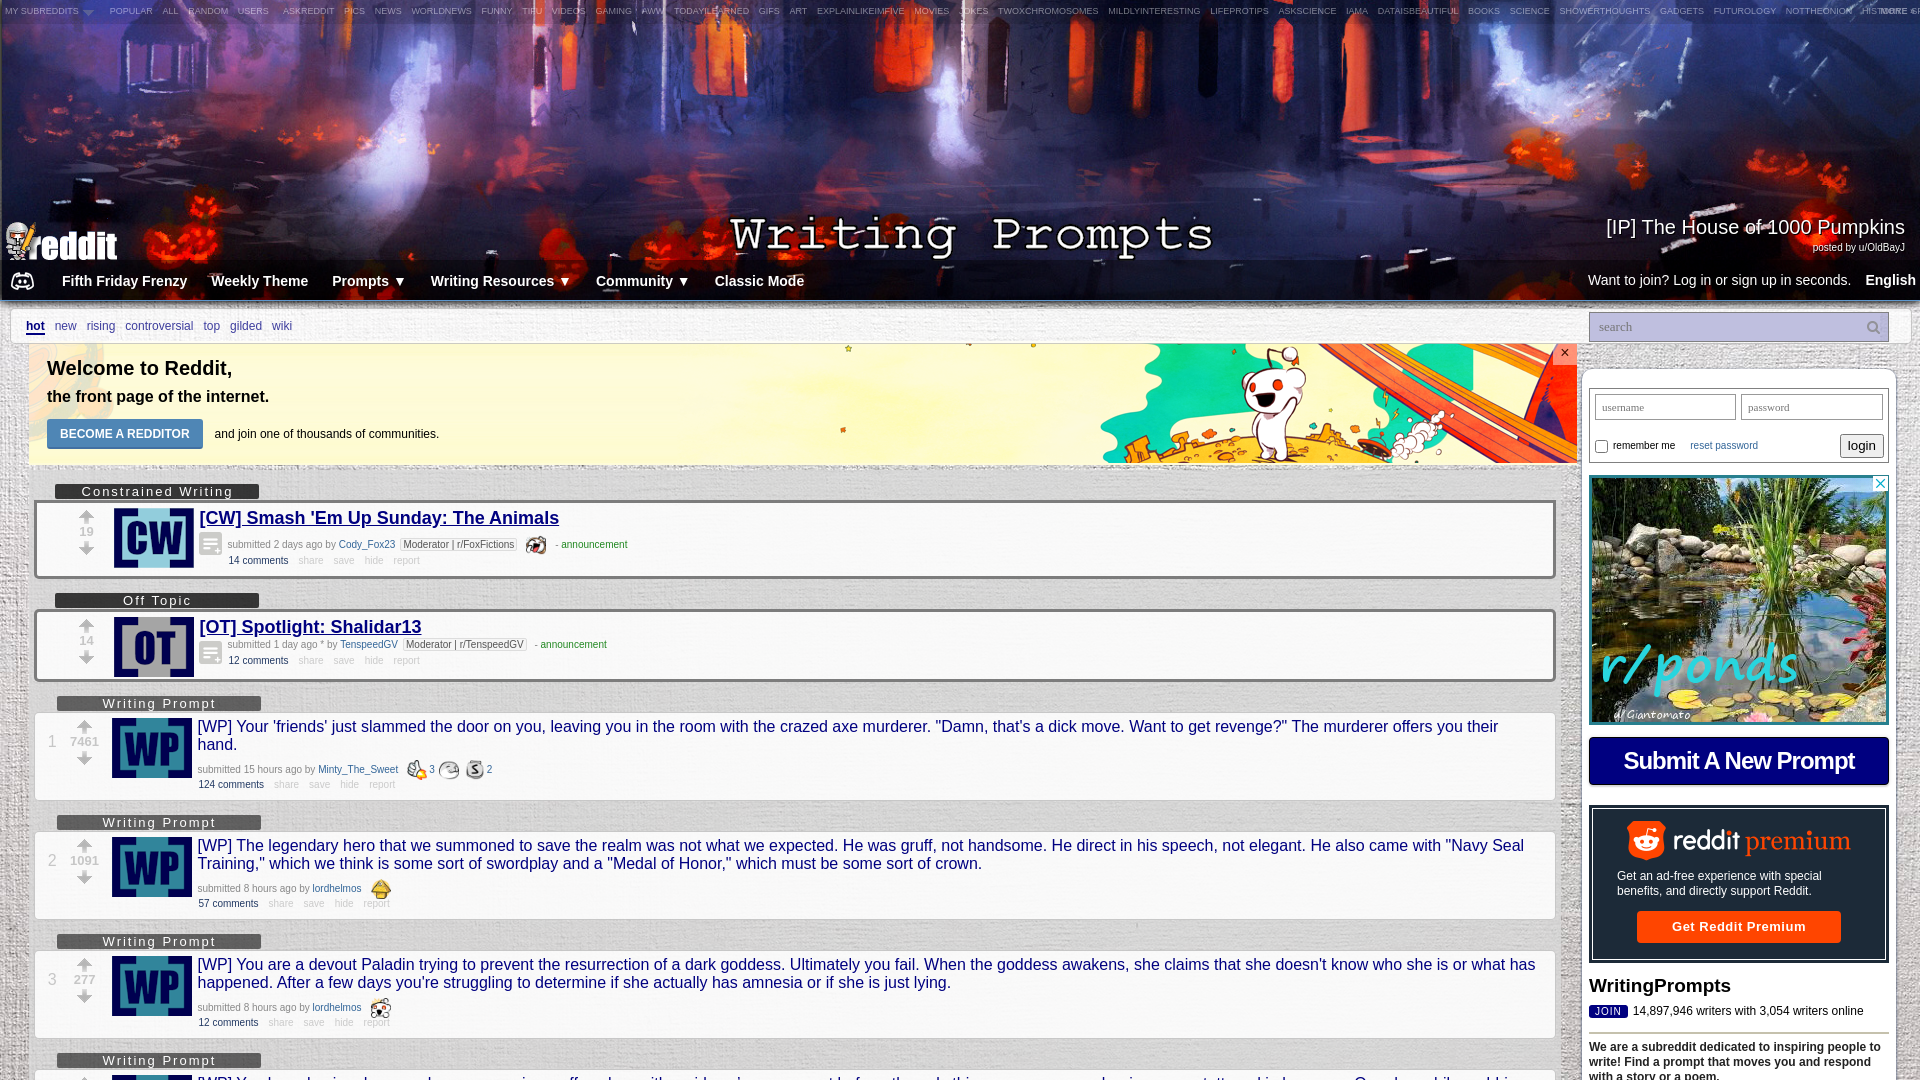 MY SUBREDDITS POPULAR ALL RANDOM USERS ASKREDDIT PICS NEWS WORLDNEWS FUNNY TIFU VIDEOS GAMING AWW TODAYILEARNED GIFS ART EXPLAINLIKEIMFIVE MOVIES JOKES TWOXCHROMOSOMES MILDLYINTERESTING LIFEPROTIPS ASKSCIENCE IAMA DATAISBEAUTIFUL BOOKS SCIENCE SHOWERTHOUGHTS GADGETS FUTUROLOGY NOTTHEONION MORE
reddit
Writing Prompts
[IP] The House of 1000 Pumpkins
posted by u/OldBayJ
Fifth Friday Frenzy Weekly Theme Prompts ▼ Writing Resources ▼ Community ▼ Classic Mode
Want to join? Log in or sign up in seconds. English
hot new rising controversial top gilded wiki
search
Welcome to Reddit,
the front page of the internet.
BECOME A REDDITOR and join one of thousands of communities.
×
username password
remember me reset password login
Constrained Writing
19
CW
[CW] Smash 'Em Up Sunday: The Animals
submitted 2 days ago by Cody_Fox23 Moderator | r/FoxFictions - announcement
14 comments share save hide report
Off Topic
14
OT
[OT] Spotlight: Shalidar13
submitted 1 day ago * by TenspeedGV Moderator | r/TenspeedGV - announcement
12 comments share save hide report
Writing Prompt
1
7461
WP
[WP] Your 'friends' just slammed the door on you, leaving you in the room with the crazed axe murderer. "Damn, that's a dick move. Want to get revenge?" The murderer offers you their
hand.
submitted 15 hours ago by Minty_The_Sweet 3 S 2
124 comments share save hide report
Writing Prompt
2
1091
WP
[WP] The legendary hero that we summoned to save the realm was not what we expected. He was gruff, not handsome. He direct in his speech, not elegant. He also came with "Navy Seal
Training," which we think is some sort of swordplay and a "Medal of Honor," which must be some sort of crown.
submitted 8 hours ago by lordhelmos
57 comments share save hide report
Writing Prompt
3
277
WP
[WP] You are a devout Paladin trying to prevent the resurrection of a dark goddess. Ultimately you fail. When the goddess awakens, she claims that she doesn't know who she is or what has
happened. After a few days you're struggling to determine if she actually has amnesia or if she is just lying.
submitted 8 hours ago by lordhelmos
12 comments share save hide report
Writing Prompt
r/ponds
d/Giantomato
Submit A New Prompt
reddit premium
Get an ad-free experience with special
benefits, and directly support Reddit.
Get Reddit Premium
WritingPrompts
JOIN 14,897,946 writers with 3,054 writers online
We are a subreddit dedicated to inspiring people to
write! Find a prompt that moves you and respond
with a story or a poem.